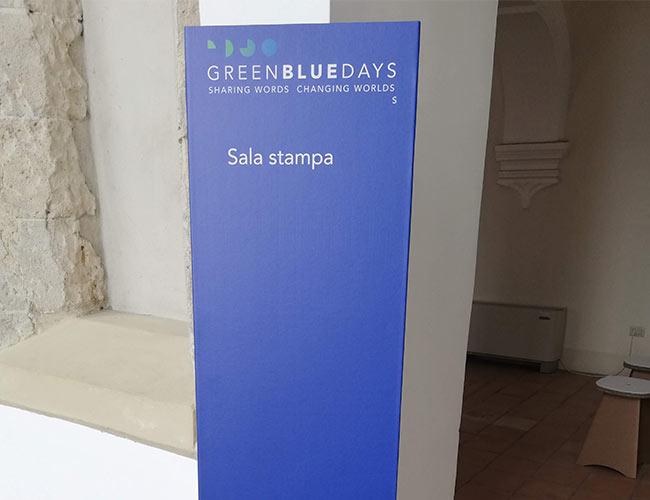 GREENBLUEDAYS
SHARING WORDS CHANGING WORLDS
S
Sala stampa